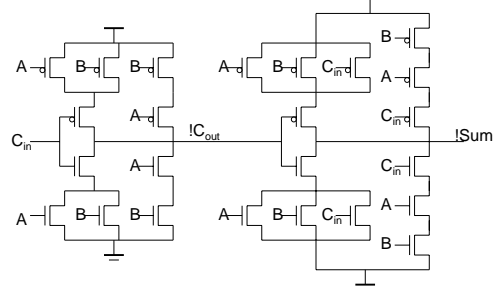 B
A B B A B C_in
A
A C_in
C_in !C_out !Sum
A C_in
A B B A B C_in A
B